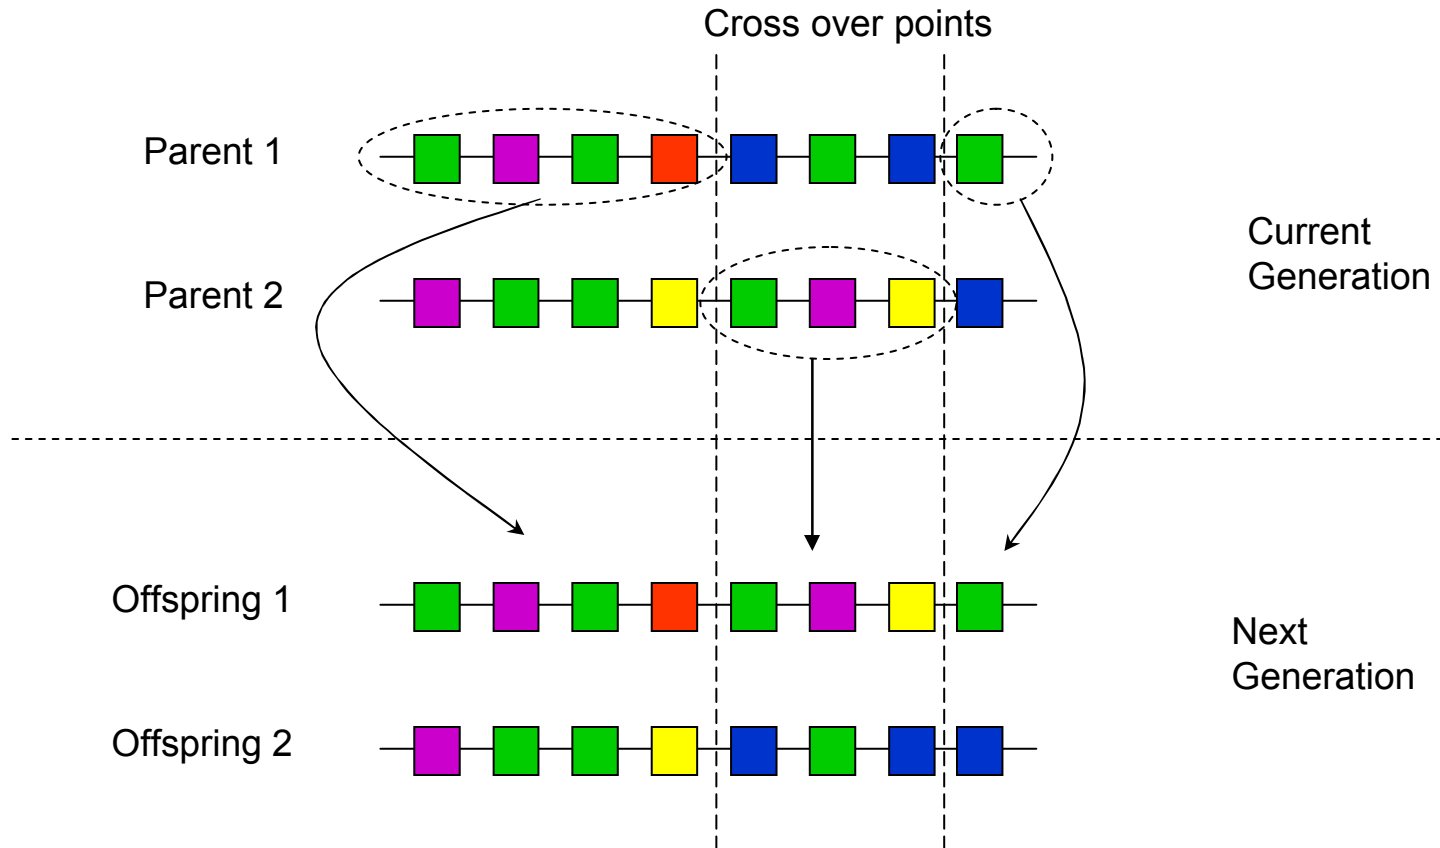 Cross over points
Parent 1
Parent 2
Current
Generation
Offspring 1
Offspring 2
Next
Generation